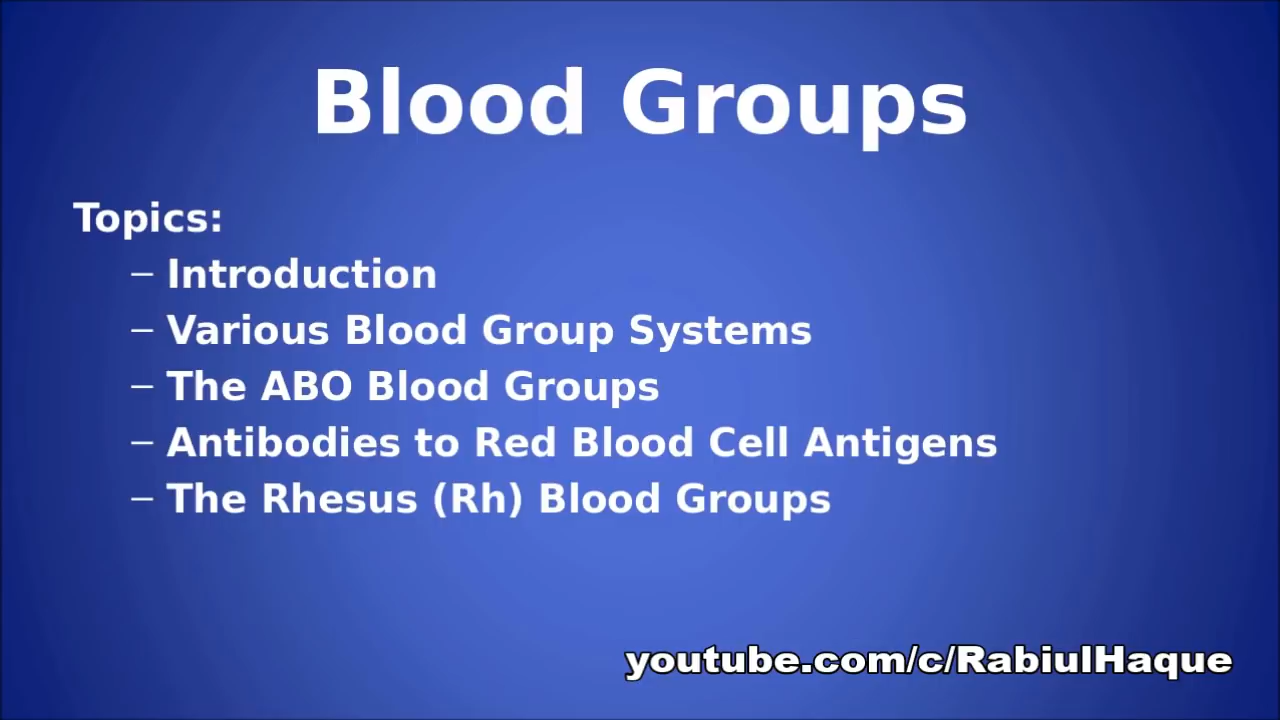 Blood Groups
Topics:
– Introduction
– Various Blood Group Systems
– The ABO Blood Groups
– Antibodies to Red Blood Cell Antigens
– The Rhesus (Rh) Blood Groups
youtube.com/c/RabiulHaque